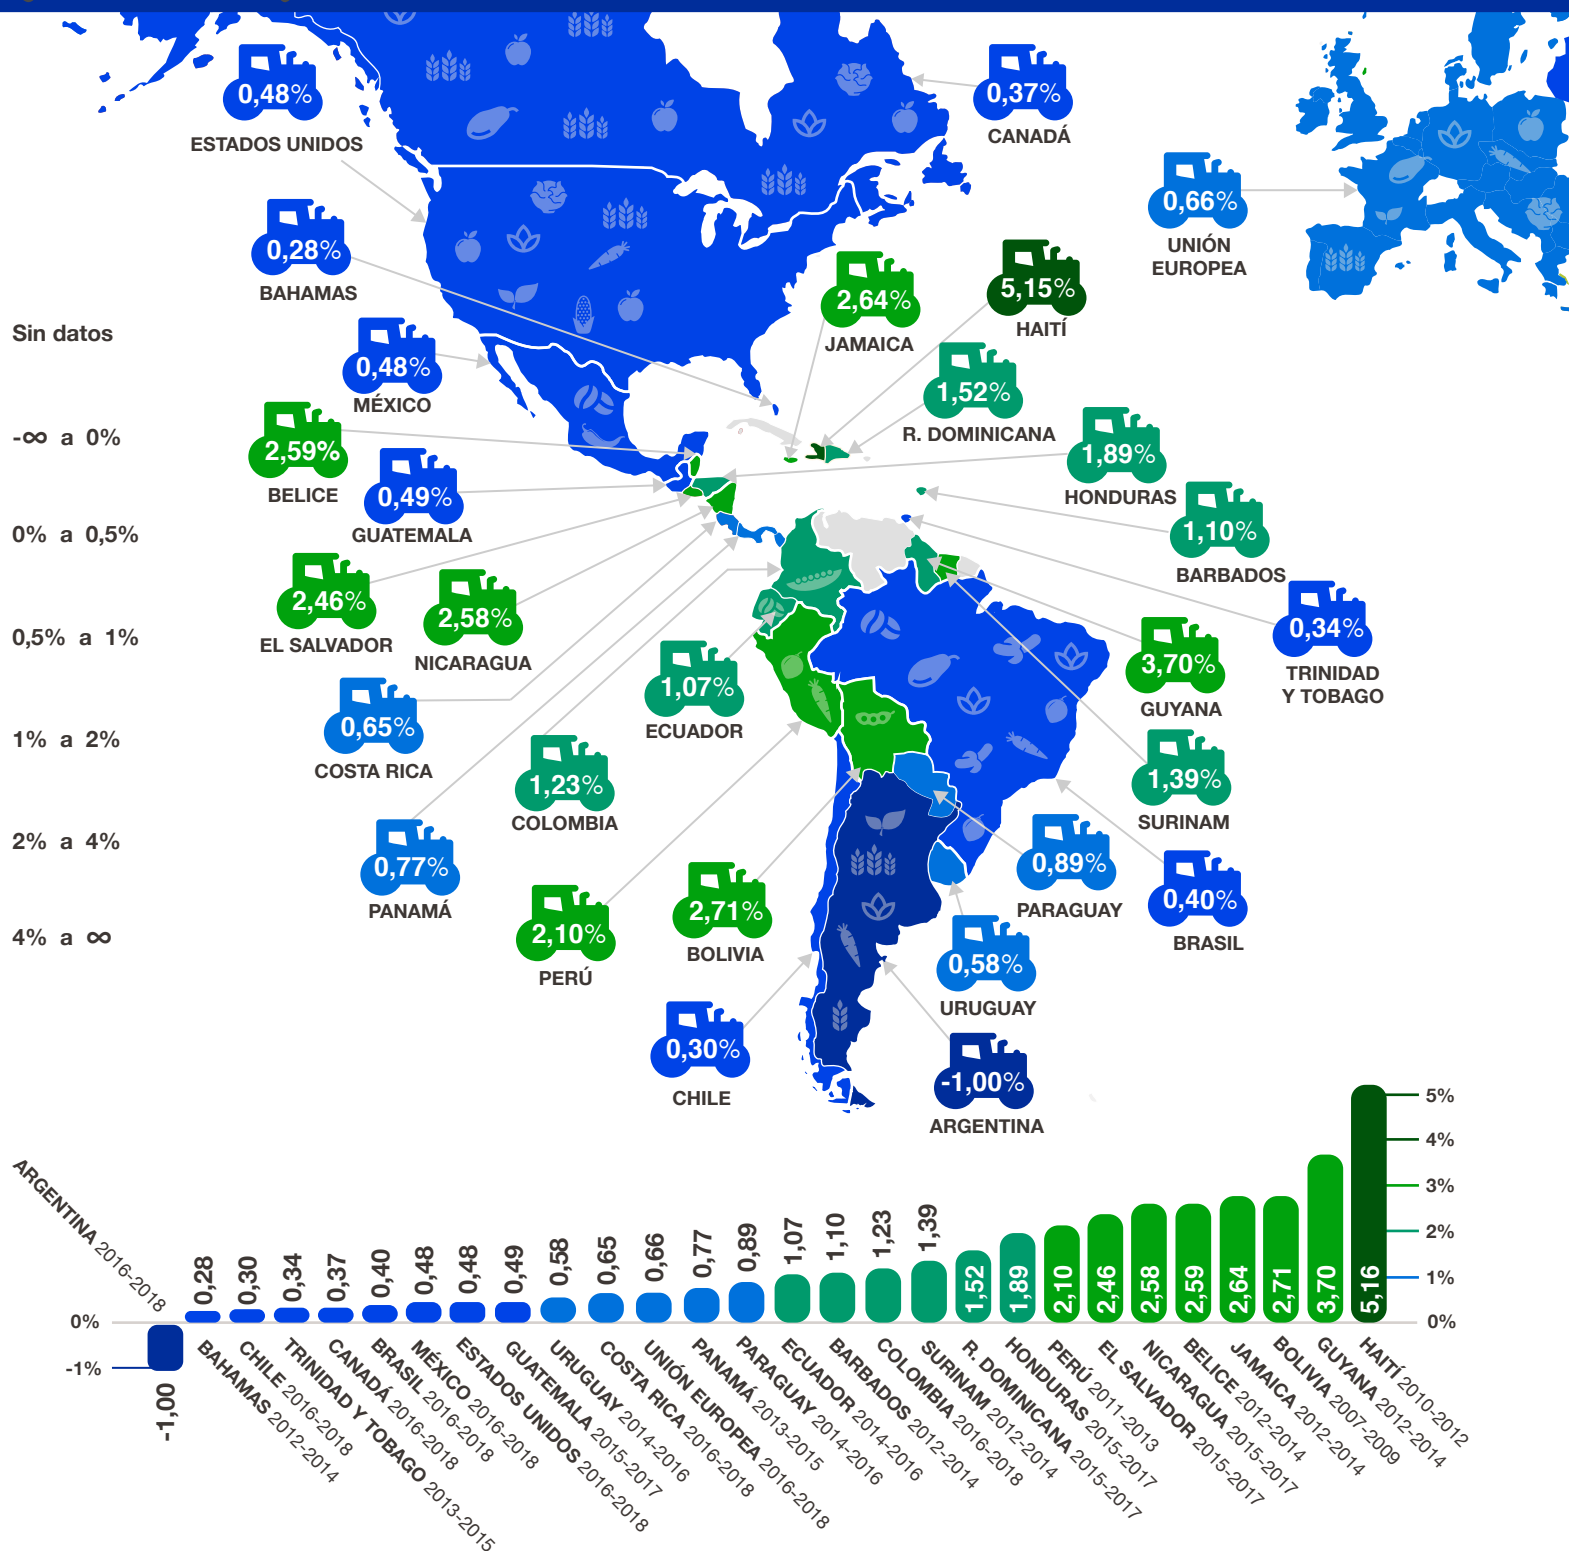 0,48%
ESTADOS UNIDOS
0,37%
CANADÁ
0,66%
UNIÓN
EUROPEA
0,28%
BAHAMAS
2,64%
JAMAICA
5,15%
HAITÍ
Sin datos
0,48%
MÉXICO
1,52%
R. DOMINICANA
-∞ a 0%
2,59%
BELICE
0,49%
GUATEMALA
1,89%
HONDURAS
0% a 0,5%
1,10%
BARBADOS
2,46%
EL SALVADOR
2,58%
NICARAGUA
0,34%
TRINIDAD
Y TOBAGO
0,5% a 1%
1,07%
ECUADOR
3,70%
GUYANA
0,65%
COSTA RICA
1% a 2%
1,23%
COLOMBIA
1,39%
SURINAM
2% a 4%
0,77%
PANAMÁ
0,89%
PARAGUAY
0,40%
BRASIL
4% a ∞
2,10%
PERÚ
2,71%
BOLIVIA
0,58%
URUGUAY
0,30%
CHILE
-1,00%
ARGENTINA
5%
4%
3%
2%
1%
0%
0%
-1%
-1,00
0,28
0,30
0,34
0,37
0,40
0,48
0,48
0,49
0,58
0,65
0,66
0,77
0,89
1,07
1,10
1,23
1,39
1,52
1,89
2,10
2,46
2,58
2,59
2,64
2,71
3,70
5,16
ARGENTINA 2016-2018
BAHAMAS 2012-2014
CHILE 2016-2018
TRINIDAD Y TOBAGO 2013-2015
CANADÁ 2016-2018
BRASIL 2016-2018
MÉXICO 2016-2018
ESTADOS UNIDOS 2016-2018
GUATEMALA 2015-2017
URUGUAY 2014-2016
COSTA RICA 2016-2018
UNIÓN EUROPEA 2016-2018
PANAMÁ 2013-2015
PARAGUAY 2014-2016
ECUADOR 2014-2016
BARBADOS 2012-2014
COLOMBIA 2016-2018
SURINAM 2012-2014
R. DOMINICANA 2015-2017
HONDURAS 2015-2017
PERÚ 2011-2013
EL SALVADOR 2015-2017
NICARAGUA 2015-2017
BELICE 2012-2014
JAMAICA 2012-2014
BOLIVIA 2007-2009
GUYANA 2012-2014
HAITÍ 2010-2012